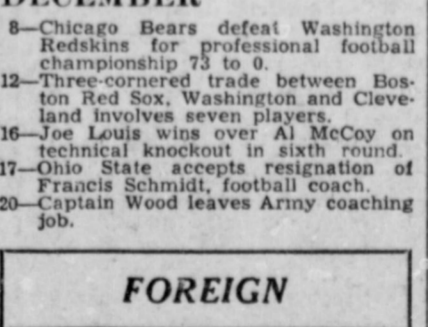 DECEMBER
8—Chicago Bears defeat Washington
Redskins for professional football
championship 73 to 0.
12—Three-cornered trade between Bos-
ton Red Sox, Washington and Cleve-
land involves seven players.
16—Joe Louis wins over Al McCoy on
technical knockout in sixth round.
17—Ohio State accepts resignation of
Francis Schmidt, football coach.
20—Captain Wood leaves Army coaching
job.
FOREIGN